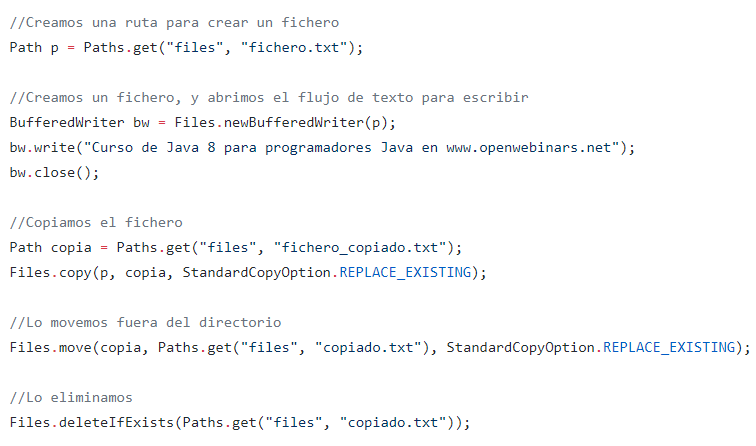 //Creamos una ruta para crear un fichero
Path p = Paths.get("files", "fichero.txt");
//Creamos un fichero, y abrimos el flujo de texto para escribir
BufferedWriter bw = Files.newBufferedWriter(p);
bw.write("Curso de Java 8 para programadores Java en www.openwebinars.net");
bw.close();
//Copiamos el fichero
Path copia = Paths.get("files", "fichero_copiado.txt");
Files.copy(p, copia, StandardCopyOption.REPLACE_EXISTING);
//Lo movemos fuera del directorio
Files.move(copia, Paths.get("files", "copiado.txt"), StandardCopyOption.REPLACE_EXISTING);
//Lo eliminamos
Files.deleteIfExists(Paths.get("files", "copiado.txt"));